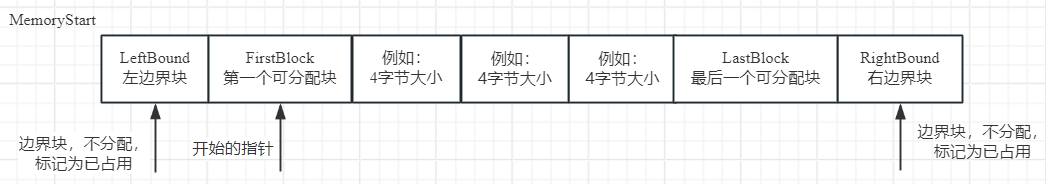 MemoryStart
LeftBound
左边界块
FirstBlock
第一个可分配块
例如：
4字节大小
例如：
4字节大小
例如：
4字节大小
LastBlock
最后一个可分配块
RightBound
右边界块
边界块，不分配，
标记为已占用
开始的指针
边界块，不分配，
标记为已占用